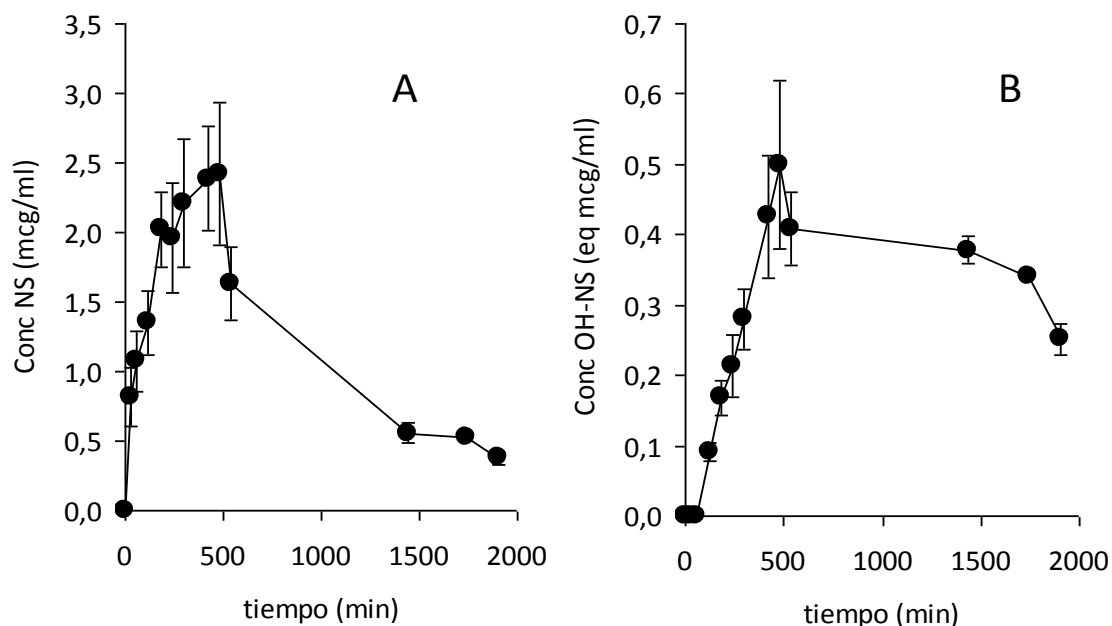 A
Conc NS (mcg/ml)
3,5
3,0
2,5
2,0
1,5
1,0
0,5
0,0
0 500 1000 1500 2000
tiempo (min)
B
Conc OH-NS (eq mcg/ml)
0,7
0,6
0,5
0,4
0,3
0,2
0,1
0,0
0 500 1000 1500 2000
tiempo (min)